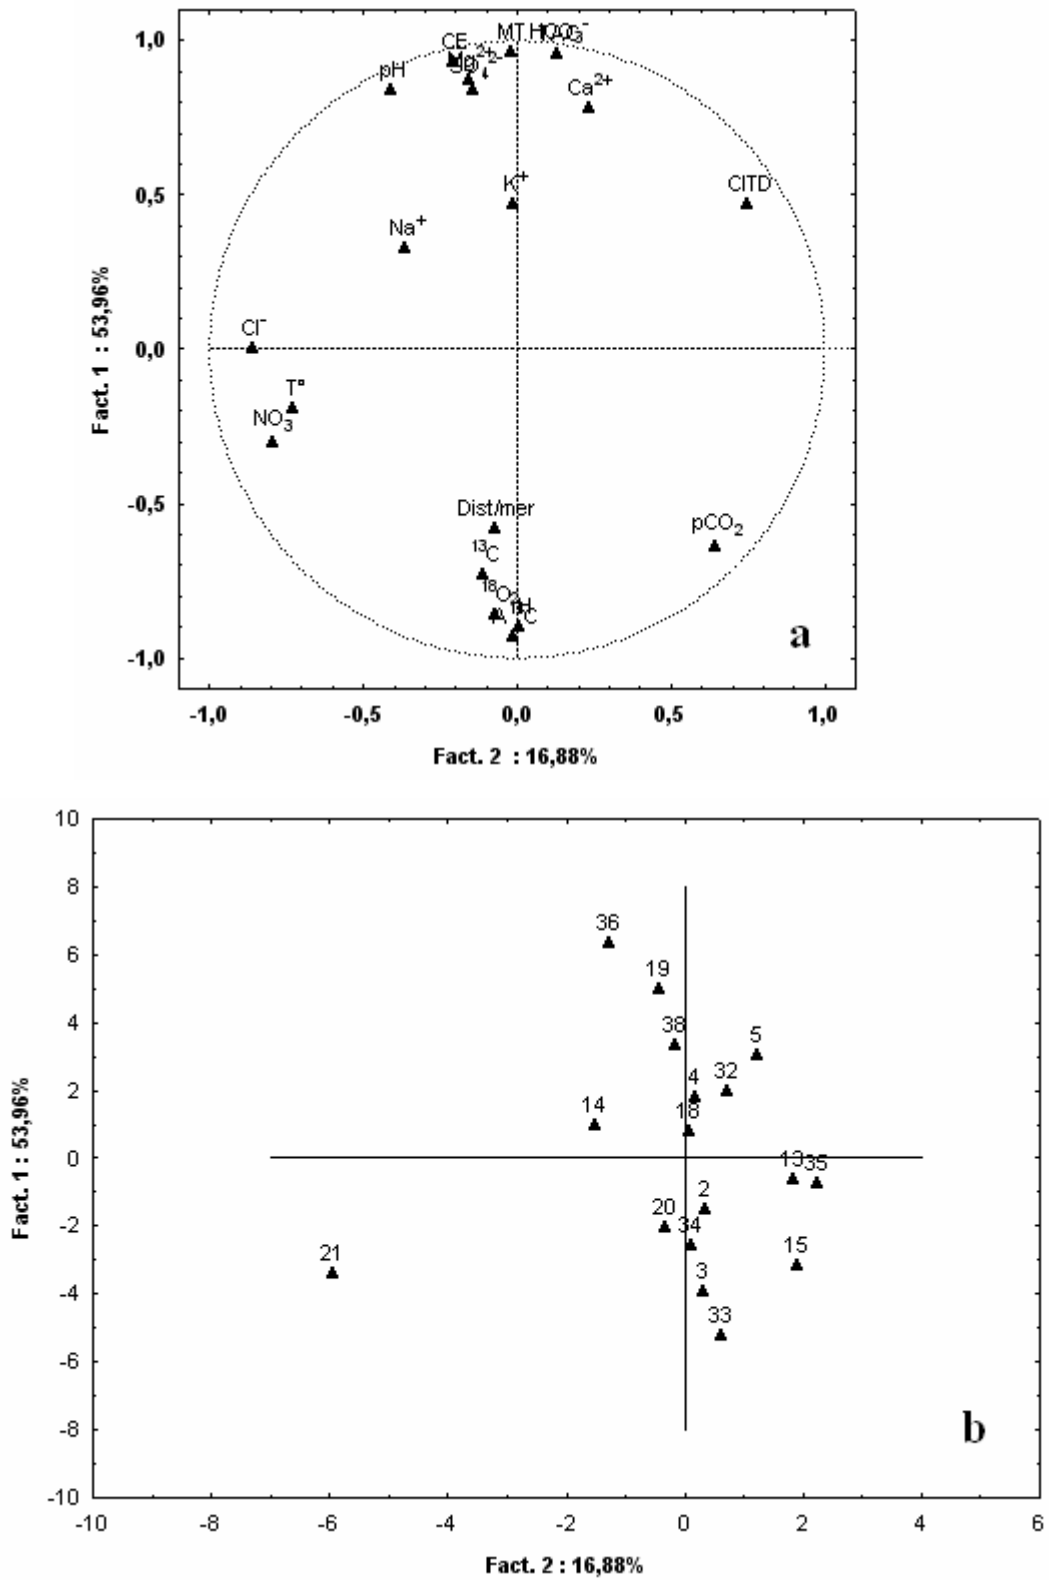 1,0
CE
MT
HCO₃⁻
pH
Ca²⁺
0,5
K⁺
CITD
Na⁺
Cl⁻
0,0
T°
NO₃
-0,5
Dist/mer
pCO₂
¹³C
¹⁸O
a
-1,0
-1,0 -0,5 0,0 0,5 1,0
Fact. 1 : 53,96%
Fact. 2 : 16,88%
10
8
36
6
19
4
38
5
32
2
4
14
18
0
13 35
2
-2
20
34
21
15
-4
3
33
-6
-8
b
-10
-10 -8 -6 -4 -2 0 2 4 6
Fact. 1 : 53,96%
Fact. 2 : 16,88%